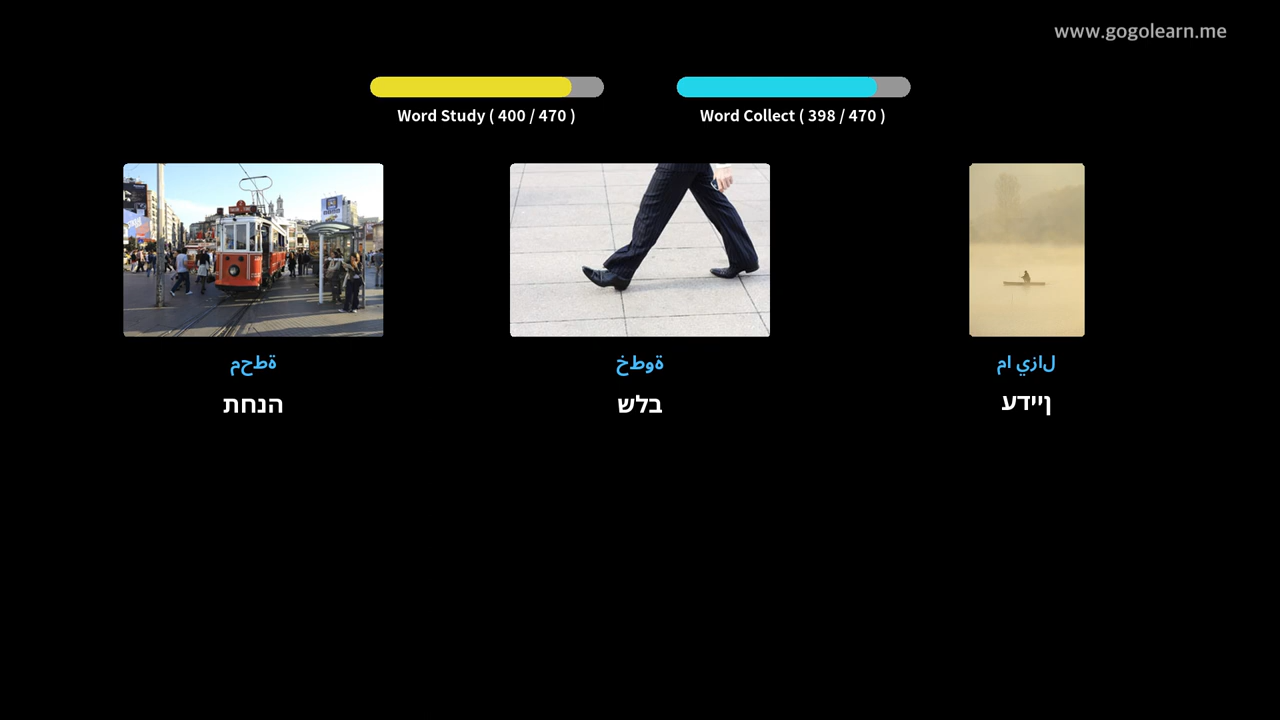 www.gogolearn.me
Word Study ( 400 / 470 )
Word Collect ( 398 / 470 )
ةطحم
הנחת
ةوطخ
בלש
لازي ام
ןיידע